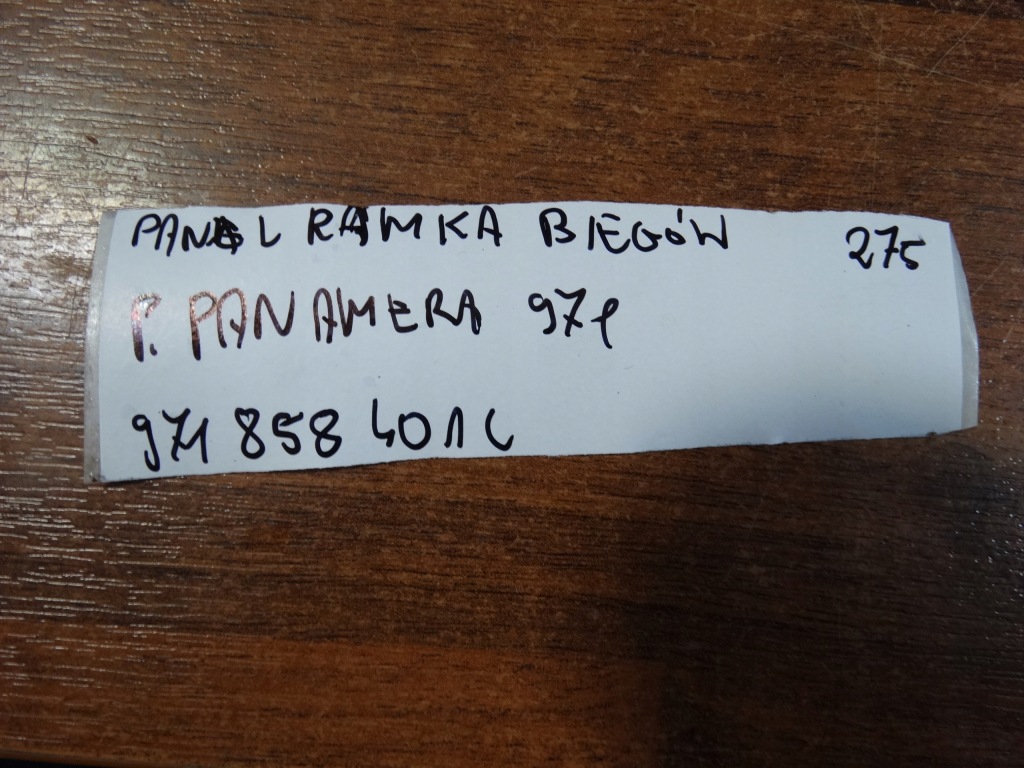 PANEL RAMKA BIEGÓW 275
P. PANAMERA 971
971 858 401 C